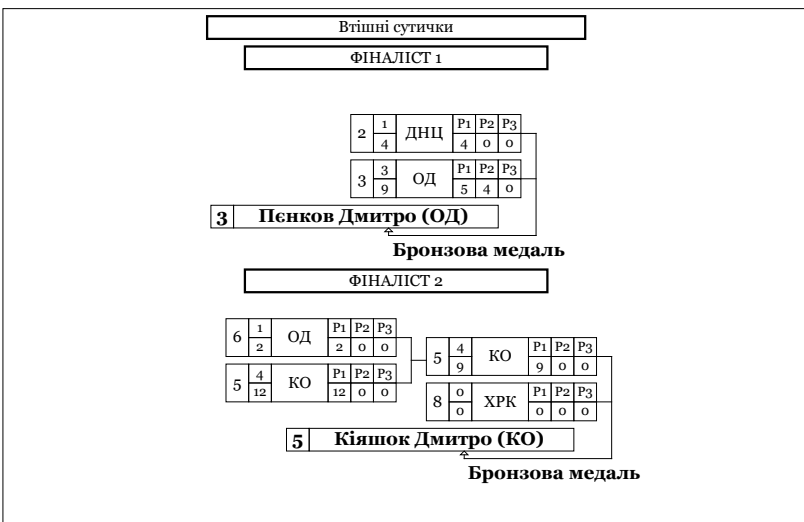 Втішні сутички
ФІНАЛІСТ 1
2 1 ДНЦ Р1 Р2 Р3
4 4 0 0
3 3 ОД Р1 Р2 Р3
9 5 4 0
3 Пєнков Дмитро (ОД)
Бронзова медаль
ФІНАЛІСТ 2
6 1 ОД Р1 Р2 Р3
2 2 0 0
5 4 КО Р1 Р2 Р3
12 12 0 0
5 4 КО Р1 Р2 Р3
9 9 0 0
8 0 ХРК Р1 Р2 Р3
0 0 0 0
5 Кіяшок Дмитро (КО)
Бронзова медаль